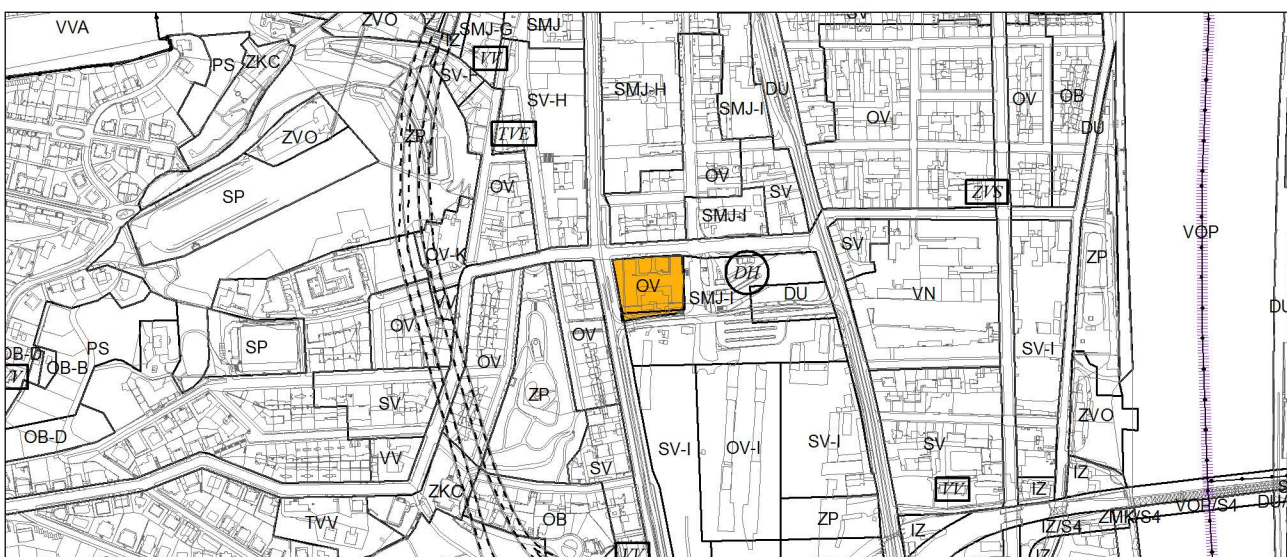 VVA
ZVO
SMJ-G
SMJ
IZ
VV
PS
ZKC
SV-H
SMJ-H
SMJ-I
DU
OV
OV
OB
DU
ZVO
ZP
TVE
SP
OV
OV
SV
ZVS
SMJ-I
VOP
OV-K
SV
DH
OV
SMJ-I
DU
VN
ZP
SV-I
OV
OV
OV
PS
SP
OB-D
OB-B
ZP
SV
OB-D
VV
SV-I
OV-I
SV-I
SV
ZVO
SV
ZKC
VV
IZ
IZ
TVV
OB
ZP
IZ
IZ/S4
ZMK/S4
VOP/S4
VV
IZ